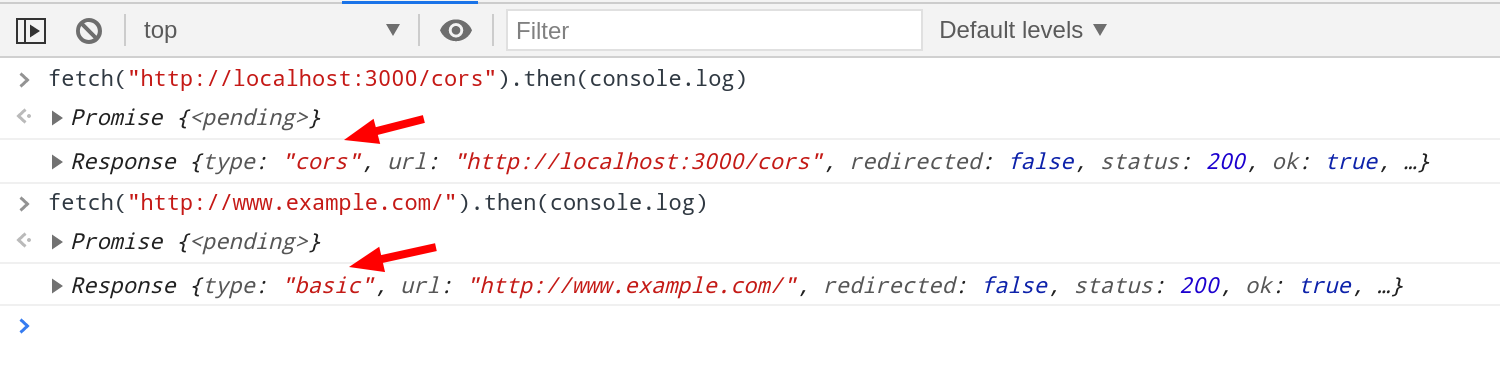 top Filter Default levels
fetch("http://localhost:3000/cors").then(console.log)
Promise {<pending>}
Response {type: "cors", url: "http://localhost:3000/cors", redirected: false, status: 200, ok: true, …}
fetch("http://www.example.com/").then(console.log)
Promise {<pending>}
Response {type: "basic", url: "http://www.example.com/", redirected: false, status: 200, ok: true, …}